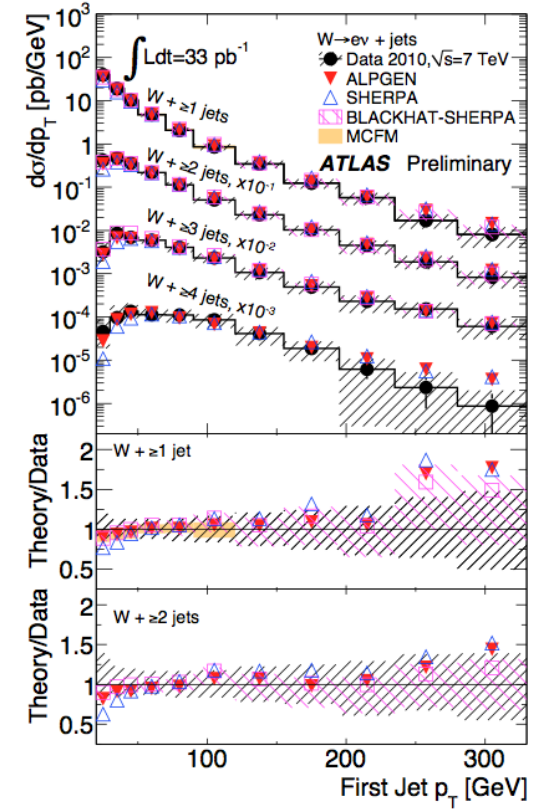 dσ/dp_T [pb/GeV]
10³
10²
10
1
10⁻¹
10⁻²
10⁻³
10⁻⁴
10⁻⁵
10⁻⁶
∫Ldt=33 pb⁻¹
W→eν + jets
Data 2010,√s=7 TeV
ALPGEN
SHERPA
BLACKHAT-SHERPA
MCFM
ATLAS Preliminary
W + ≥1 jets
W + ≥2 jets, x10⁻¹
W + ≥3 jets, x10⁻²
W + ≥4 jets, x10⁻³
Theory/Data
2
1.5
1
0.5
W + ≥1 jet
Theory/Data
2
1.5
1
0.5
W + ≥2 jets
100 150 200 250 300
First Jet p_T [GeV]